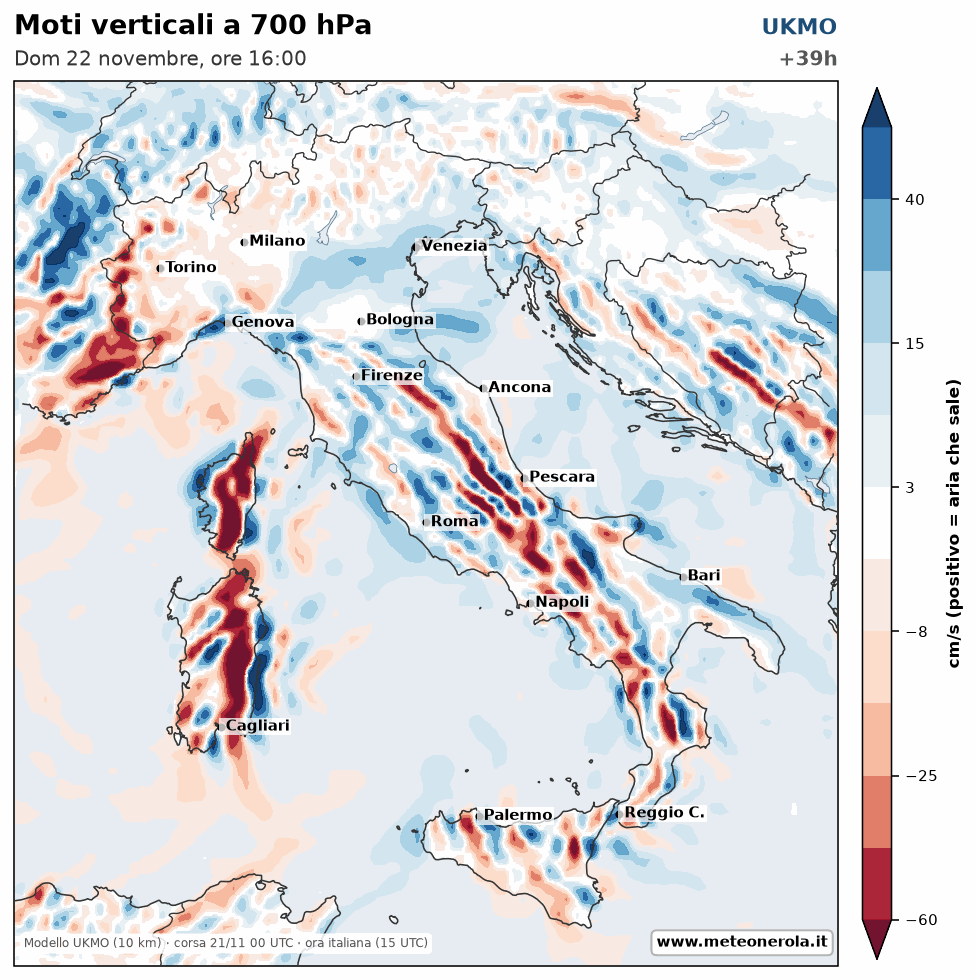 Moti verticali a 700 hPa
UKMO
Dom 22 novembre, ore 16:00
+39h
Milano
Venezia
Torino
Genova
Bologna
Firenze
Ancona
Pescara
Roma
Bari
Napoli
Cagliari
Palermo
Reggio C.
40
15
3
−8
−25
−60
cm/s (positivo = aria che sale)
Modello UKMO (10 km) · corsa 21/11 00 UTC · ora italiana (15 UTC)
www.meteonerola.it